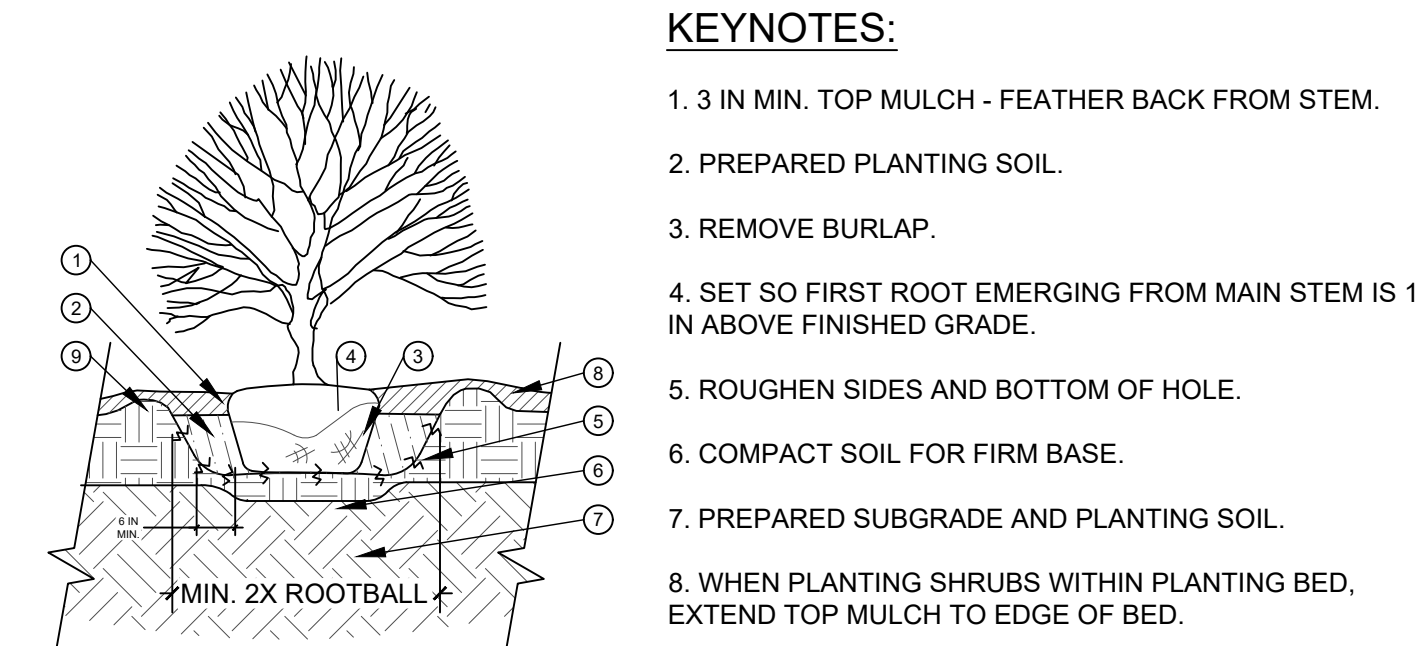 KEYNOTES:
1. 3 IN MIN. TOP MULCH - FEATHER BACK FROM STEM.
2. PREPARED PLANTING SOIL.
3. REMOVE BURLAP.
4. SET SO FIRST ROOT EMERGING FROM MAIN STEM IS 1
IN ABOVE FINISHED GRADE.
5. ROUGHEN SIDES AND BOTTOM OF HOLE.
6. COMPACT SOIL FOR FIRM BASE.
7. PREPARED SUBGRADE AND PLANTING SOIL.
8. WHEN PLANTING SHRUBS WITHIN PLANTING BED,
EXTEND TOP MULCH TO EDGE OF BED.
1
2
9
4
3
8
5
6
7
6 IN
MIN.
MIN. 2X ROOTBALL